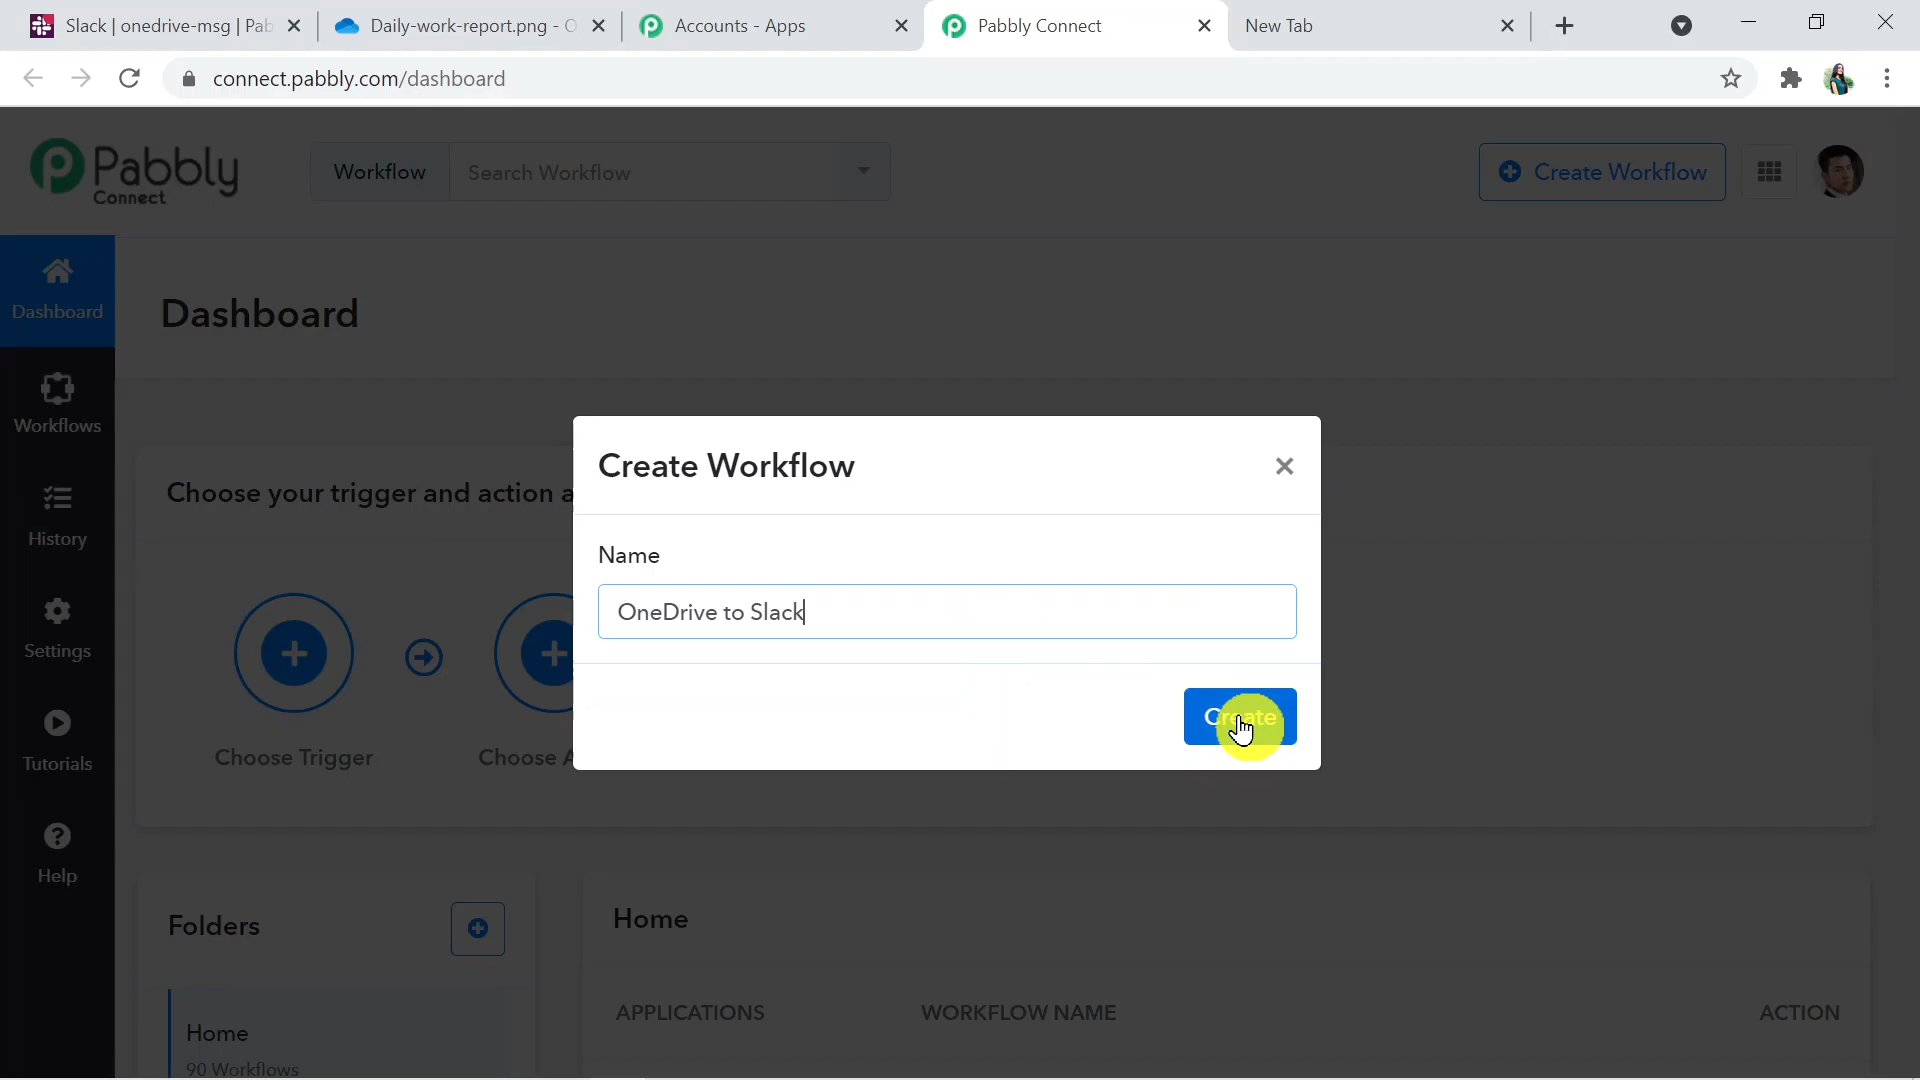 Slack | onedrive-msg | Pab
Daily-work-report.png - O
Accounts - Apps
Pabbly Connect
New Tab
connect.pabbly.com/dashboard
Pabbly
Connect
Workflow
Search Workflow
Create Workflow
Dashboard
Workflows
History
Settings
Tutorials
Help
Dashboard
Choose your trigger and action a
Choose Trigger
Choose A
Create Workflow
Name
OneDrive to Slack
Create
Folders
Home
90 Workflows
Home
APPLICATIONS
WORKFLOW NAME
ACTION